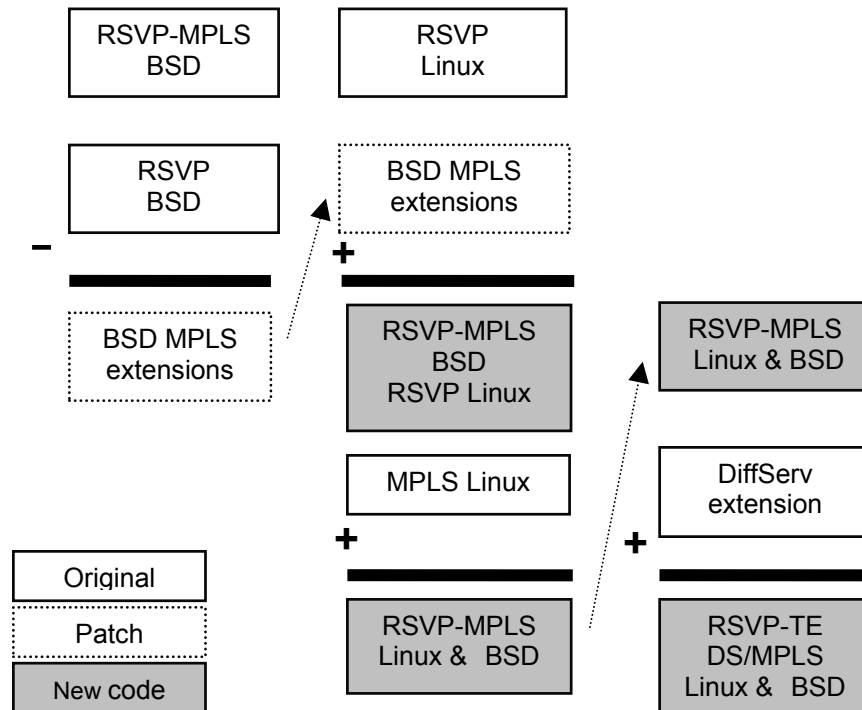 RSVP-MPLS
BSD
RSVP
BSD
−
BSD MPLS
extensions
RSVP
Linux
BSD MPLS
extensions
+
RSVP-MPLS
BSD
RSVP Linux
MPLS Linux
+
RSVP-MPLS
Linux & BSD
RSVP-MPLS
Linux & BSD
DiffServ
extension
+
RSVP-TE
DS/MPLS
Linux & BSD
Original
Patch
New code